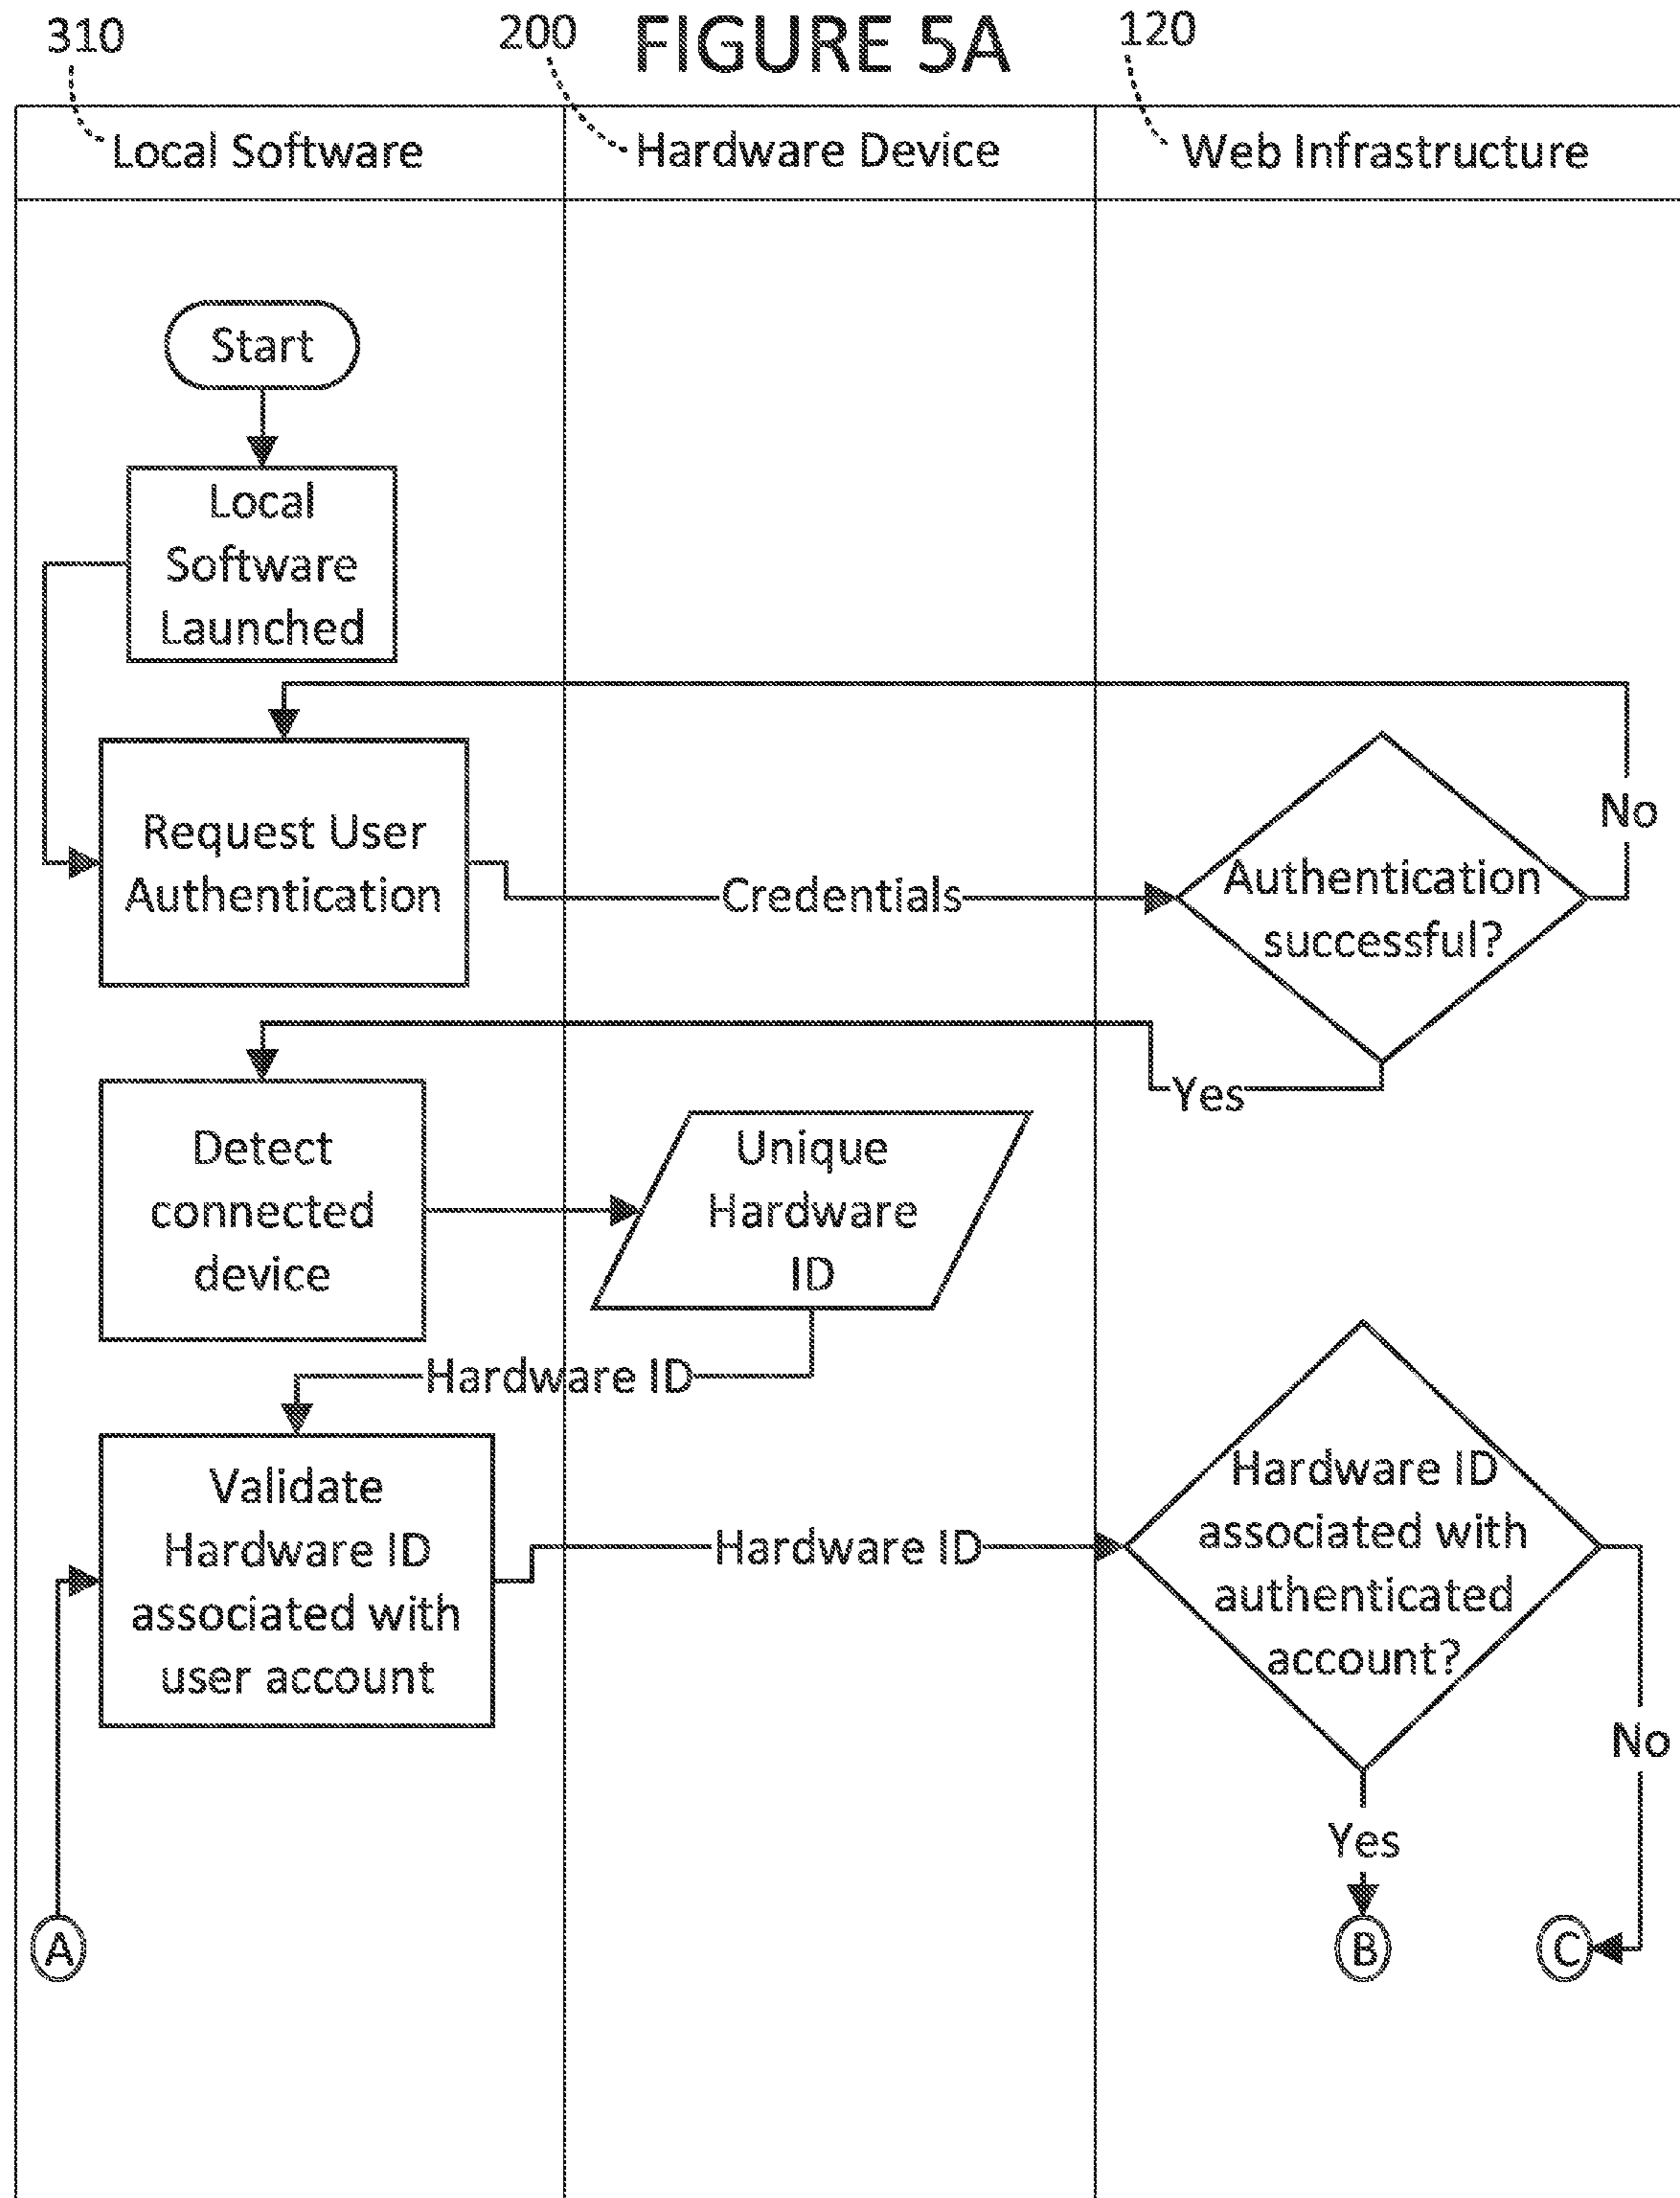 FIGURE 5A
310
200
120
Local Software
Hardware Device
Web Infrastructure
Start
Local
Software
Launched
Request User
Authentication
Credentials
Authentication
successful?
No
Yes
Detect
connected
device
Unique
Hardware
ID
Hardware ID
Validate
Hardware ID
associated with
user account
Hardware ID
Hardware ID
associated with
authenticated
account?
No
Yes
A
B
C